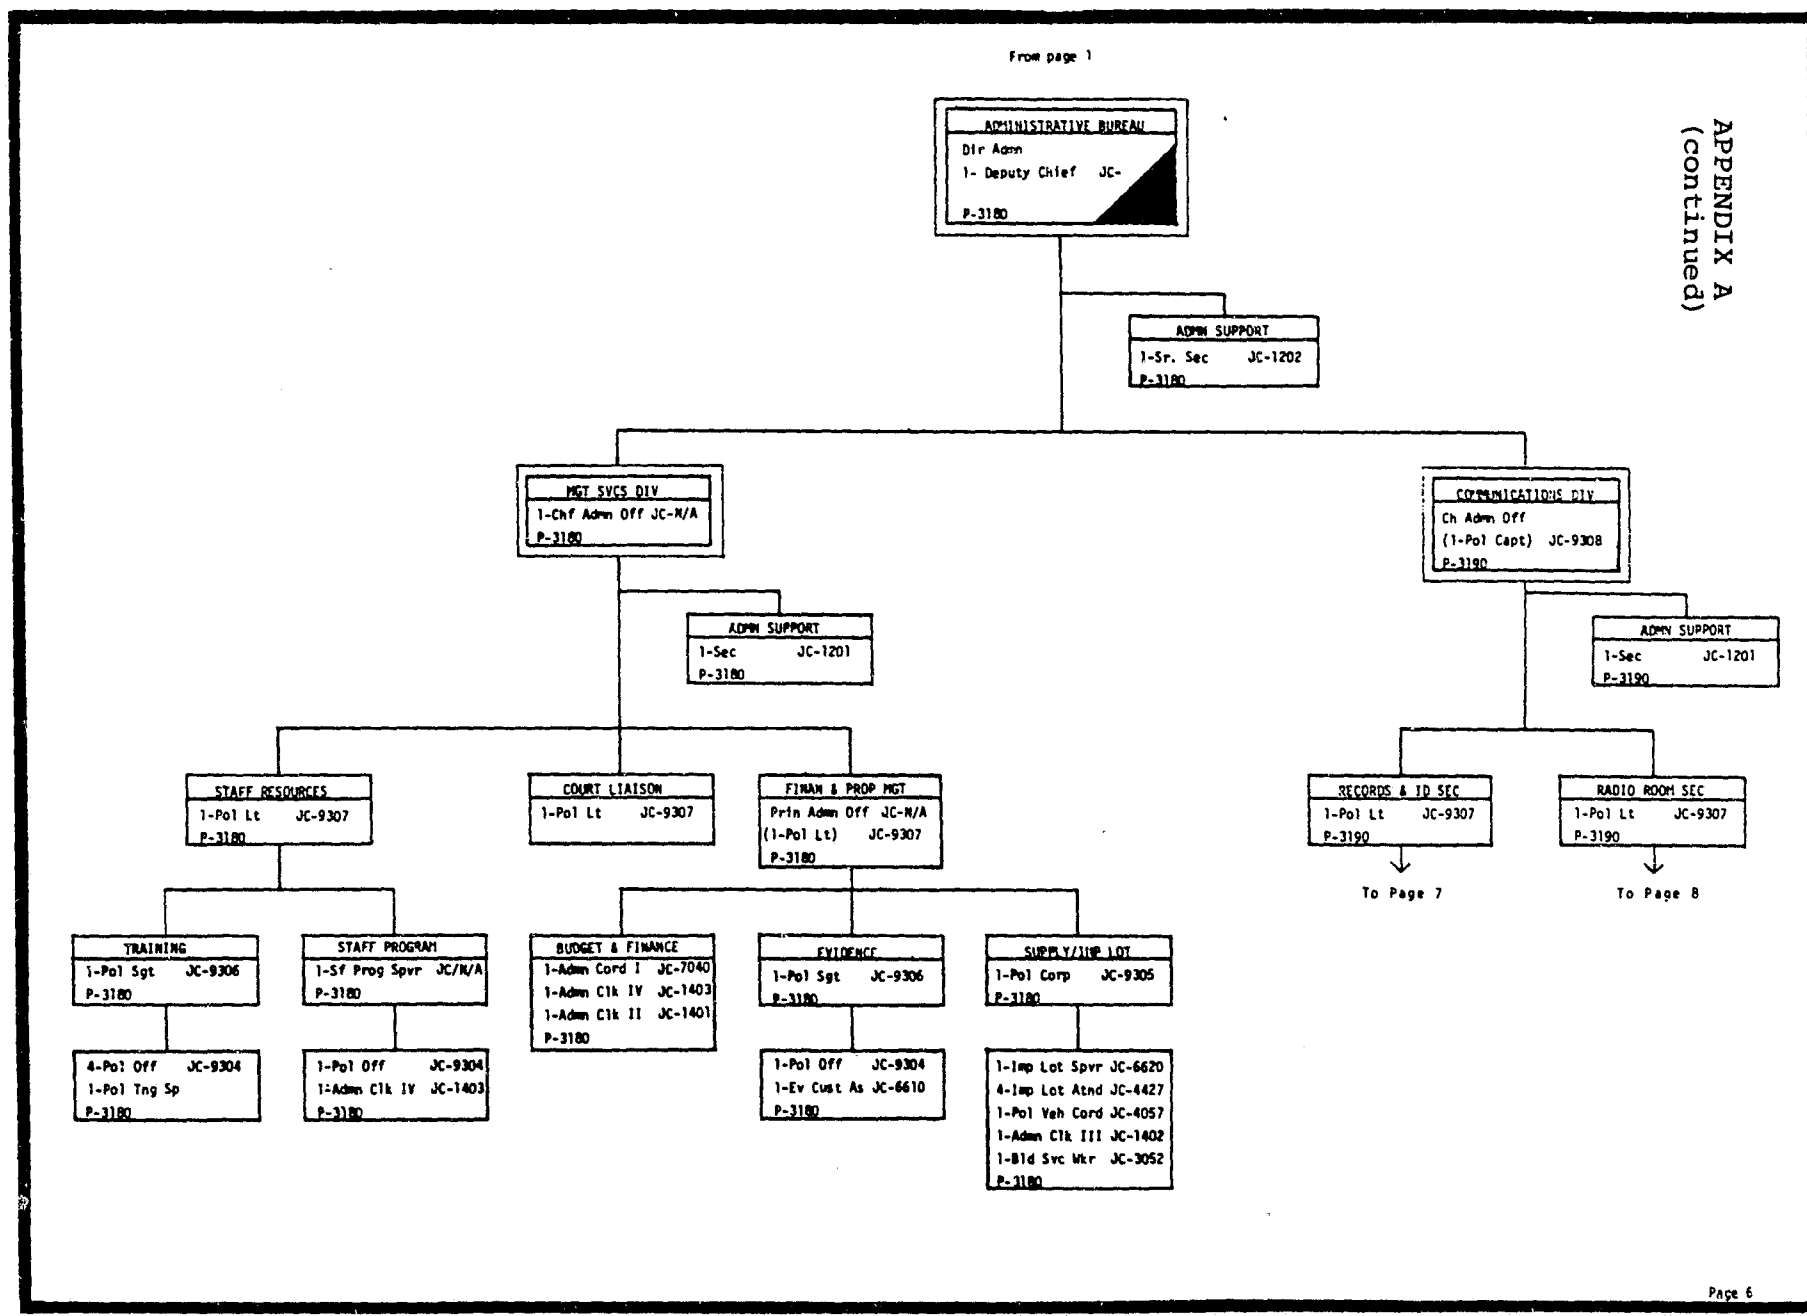 From page 1
APPENDIX A
(continued)
ADMINISTRATIVE BUREAU
Dir Admn
1- Deputy Chief JC-
P-3180
ADMN SUPPORT
1-Sr. Sec JC-1202
P-3180
MGT SVCS DIV
1-Chf Admn Off JC-N/A
P-3180
COMMUNICATIONS DIV
Ch Admn Off
(1-Pol Capt) JC-9308
P-3190
ADMN SUPPORT
1-Sec JC-1201
P-3180
ADMN SUPPORT
1-Sec JC-1201
P-3190
STAFF RESOURCES
1-Pol Lt JC-9307
P-3180
COURT LIAISON
1-Pol Lt JC-9307
FINAN & PROP MGT
Prin Admn Off JC-N/A
(1-Pol Lt) JC-9307
P-3180
RECORDS & ID SEC
1-Pol Lt JC-9307
P-3190
To Page 7
RADIO ROOM SEC
1-Pol Lt JC-9307
P-3190
To Page 8
TRAINING
1-Pol Sgt JC-9306
P-3180
STAFF PROGRAM
1-Sf Prog Spvr JC/N/A
P-3180
BUDGET & FINANCE
1-Admn Cord I JC-7040
1-Admn Clk IV JC-1403
1-Admn Clk II JC-1401
P-3180
EVIDENCE
1-Pol Sgt JC-9306
P-3180
SUPPLY/IMP LOT
1-Pol Corp JC-9305
P-3180
4-Pol Off JC-9304
1-Pol Tng Sp
P-3180
1-Pol Off JC-9304
1-Admn Clk IV JC-1403
P-3180
1-Pol Off JC-9304
1-Ev Cust As JC-6610
P-3180
1-Imp Lot Spvr JC-6620
4-Imp Lot Atnd JC-4427
1-Pol Veh Cord JC-4057
1-Admn Clk III JC-1402
1-Bld Svc Wkr JC-3052
P-3180
Page 6